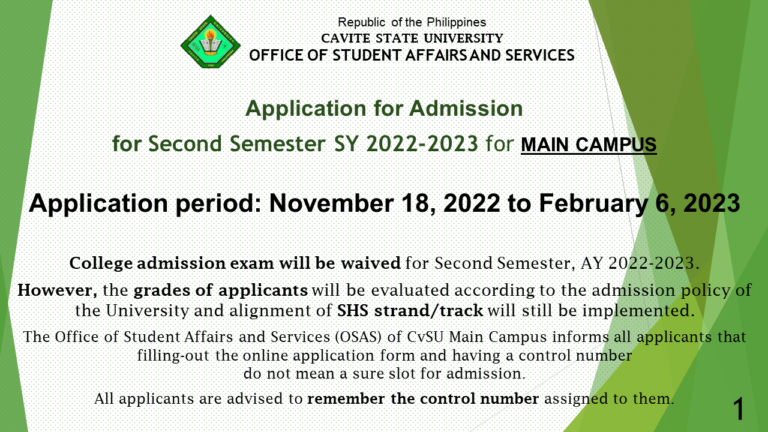 Republic of the Philippines
CAVITE STATE UNIVERSITY
OFFICE OF STUDENT AFFAIRS AND SERVICES
Application for Admission
for Second Semester SY 2022-2023 for MAIN CAMPUS
Application period: November 18, 2022 to February 6, 2023
College admission exam will be waived for Second Semester, AY 2022-2023.
However, the grades of applicants will be evaluated according to the admission policy of
the University and alignment of SHS strand/track will still be implemented.
The Office of Student Affairs and Services (OSAS) of CvSU Main Campus informs all applicants that
filling-out the online application form and having a control number
do not mean a sure slot for admission.
All applicants are advised to remember the control number assigned to them.
1